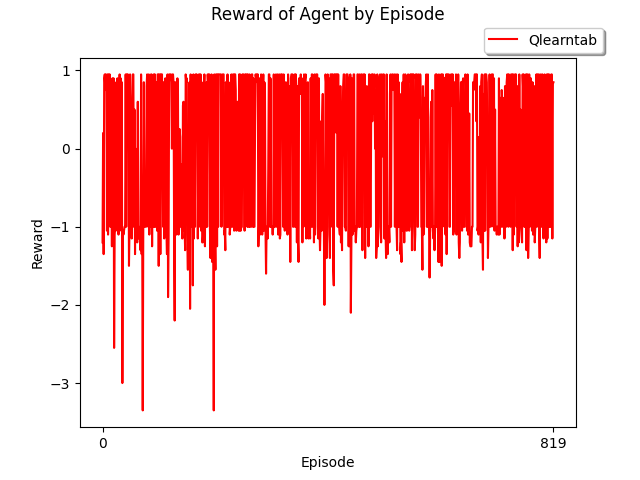 Reward of Agent by Episode
Qlearntab
1
0
−1
−2
−3
Reward
0
819
Episode